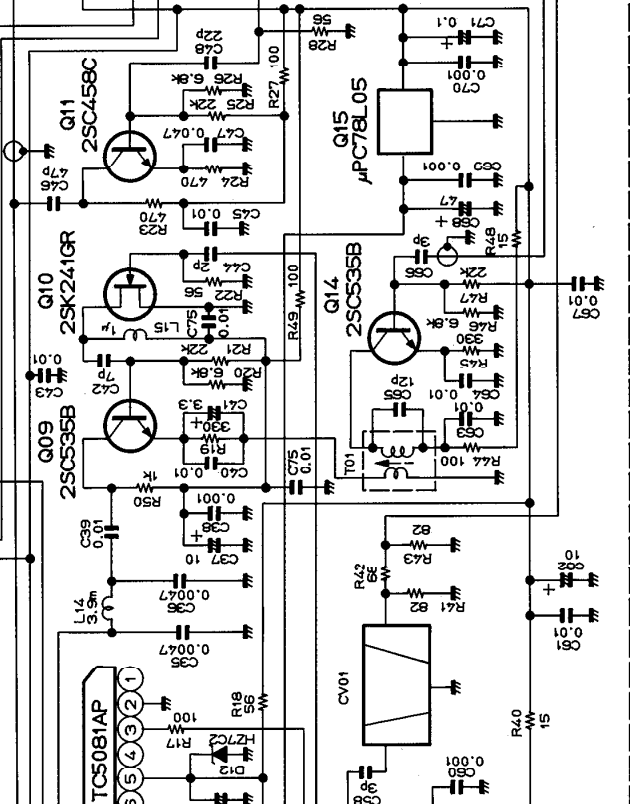 56
R28
22p
C48
6.8k
R26
22k
R25
R27 100
Q11
2SC458C
0.047
C47
470
R24
C46
47p
470
R23
0.01
C45
0.1
C71
+
0.001
C70
Q15
µPC78L05
0.001
47
C68
+
R48
15
3p
C66
Q10
2SK241GR
2p
C44
56
R22
1µ
L15
C75
0.01
R49 100
Q14
2SC535B
22k
R47
6.8k
R46
330
R45
0.01
C64
0.01
C67
0.01
C43
7p
C42
22k
R21
6.8k
R20
Q09
2SC535B
3.3
C41
+
330
R19
0.01
C40
12p
C65
0.01
C63
T01
100
R44
1k
R50
C75
0.01
0.001
C38
+
10
C37
C39
0.01
82
R43
R42
68
82
R41
10
+
0.01
C61
L14
3.9m
0.0047
C36
0.0047
C35
CV01
R18
56
R40
15
TC5081AP
1
2
3
4
5
6
100
R17
HZ7C2
D12
3p
C58
0.001
C60